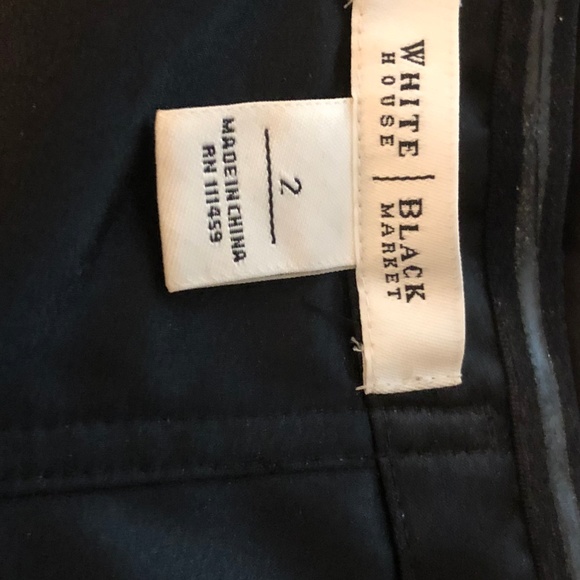 WHITE | BLACK
HOUSE MARKET
2
MADE IN CHINA
RN 111459